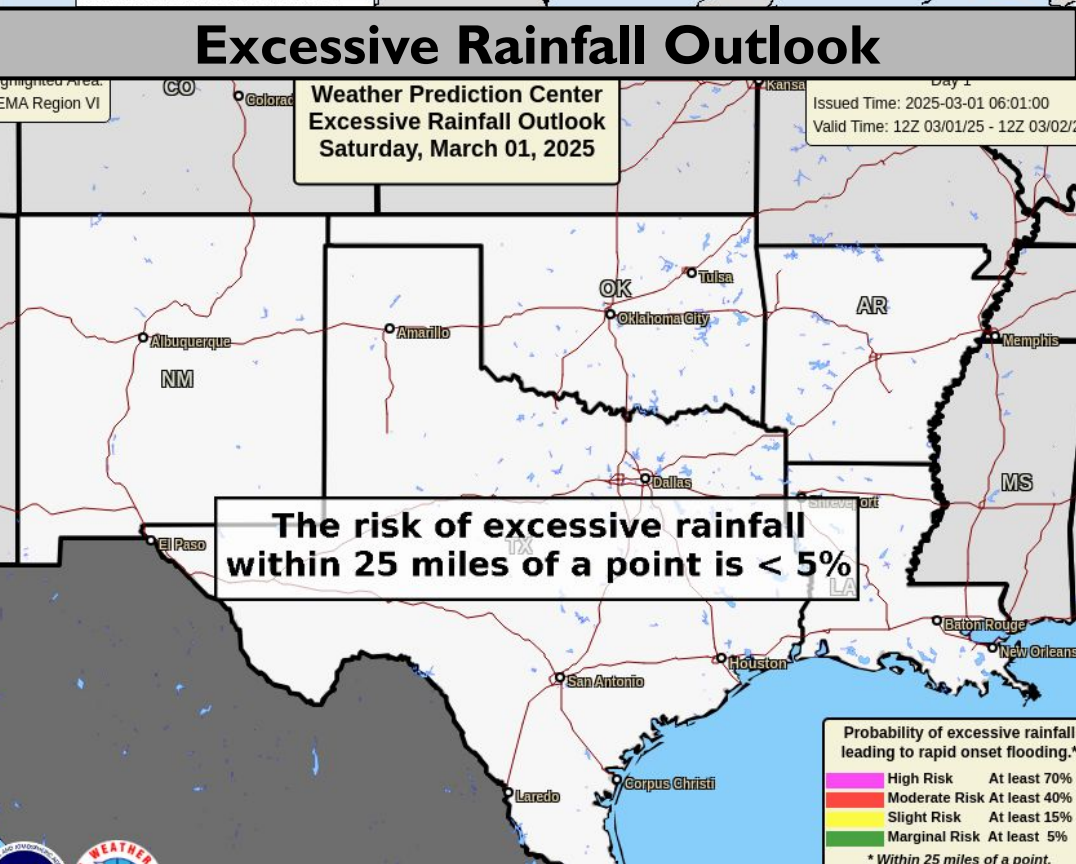 Excessive Rainfall Outlook
EMA Region VI
CO
Colorad
Weather Prediction Center
Excessive Rainfall Outlook
Saturday, March 01, 2025
Kansa
Day 1
Issued Time: 2025-03-01 06:01:00
Valid Time: 12Z 03/01/25 - 12Z 03/02/2
Tulsa
OK
Oklahoma City
AR
Amarillo
Albuquerque
Memphis
NM
Dallas
MS
Shreveport
The risk of excessive rainfall
within 25 miles of a point is < 5%
TX
El Paso
LA
Baton Rouge
New Orleans
Houston
San Antonio
Corpus Christi
Laredo
Probability of excessive rainfall
leading to rapid onset flooding.*
High Risk At least 70%
Moderate Risk At least 40%
Slight Risk At least 15%
Marginal Risk At least 5%
* Within 25 miles of a point.
WEATHER